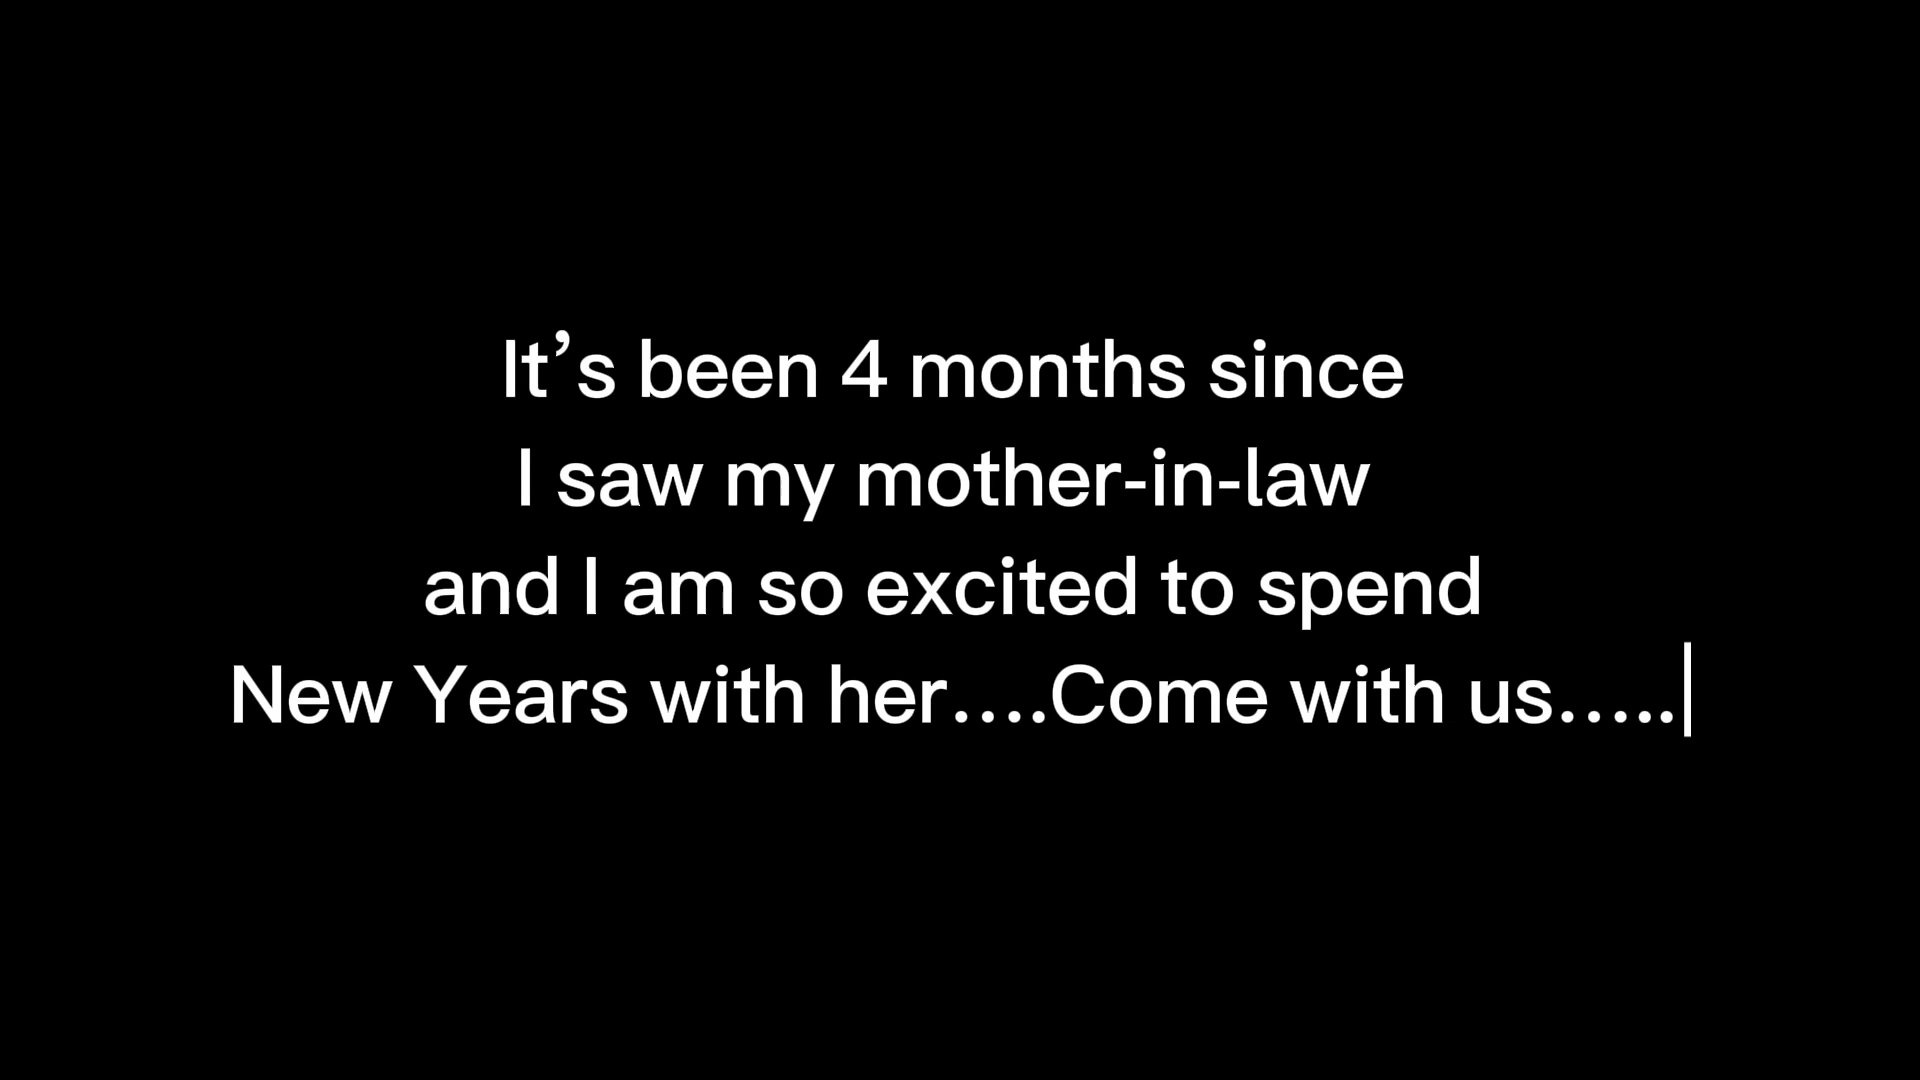 It’s been 4 months since
I saw my mother-in-law
and I am so excited to spend
New Years with her....Come with us.....